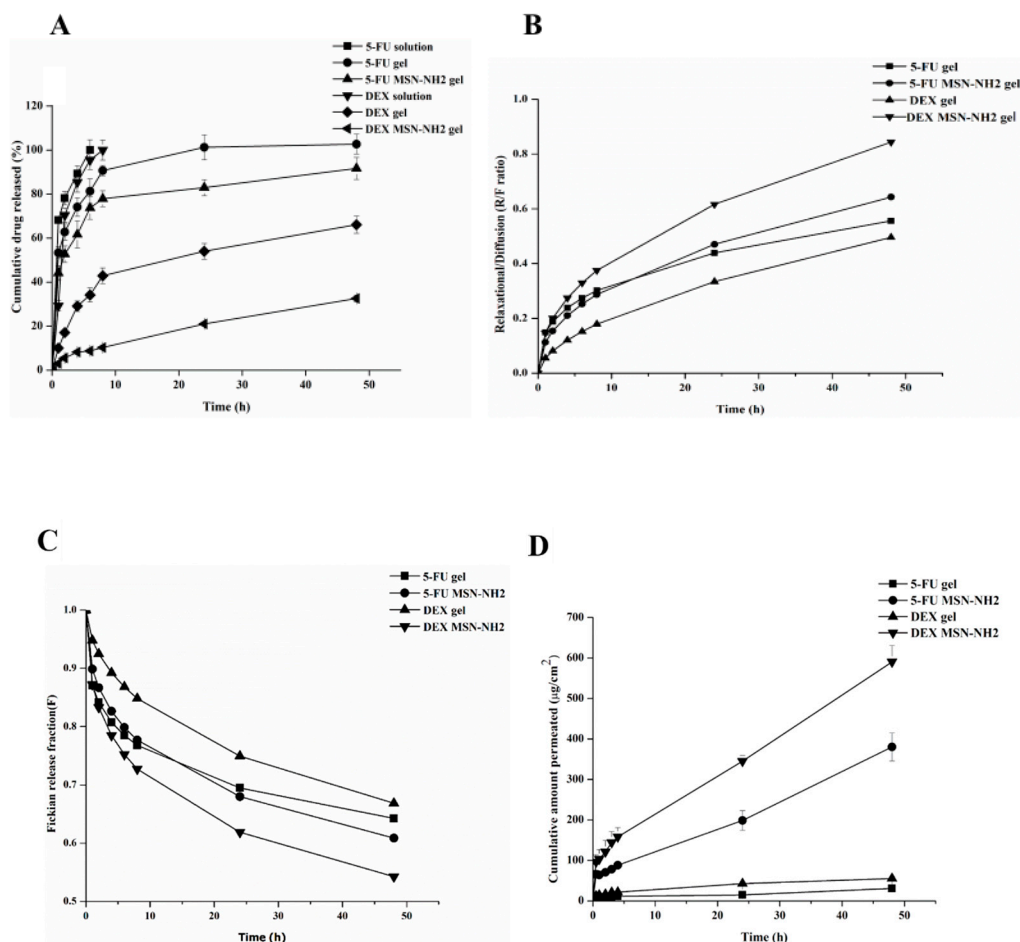 A
5-FU solution
5-FU gel
5-FU MSN-NH2 gel
DEX solution
DEX gel
DEX MSN-NH2 gel
120
100
80
60
40
20
0
Cumulative drug released (%)
0 10 20 30 40 50
Time (h)
B
5-FU gel
5-FU MSN-NH2 gel
DEX gel
DEX MSN-NH2 gel
1.0
0.8
0.6
0.4
0.2
0.0
Relaxational/Diffusion (R/F ratio)
0 10 20 30 40 50
Time (h)
C
5-FU gel
5-FU MSN-NH2
DEX gel
DEX MSN-NH2
1.0
0.9
0.8
0.7
0.6
0.5
Fickian release fraction(F)
0 10 20 30 40 50
Time (h)
D
5-FU gel
5-FU MSN-NH2
DEX gel
DEX MSN-NH2
700
600
500
400
300
200
100
0
Cumulative amount permeated (µg/cm²)
0 10 20 30 40 50
Time (h)